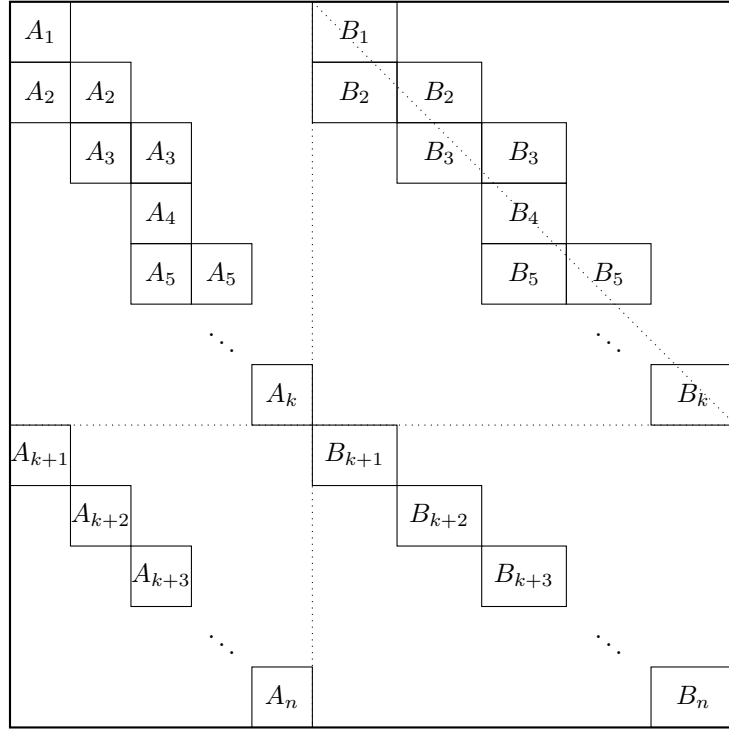 A₁ B₁
A₂ A₂ B₂ B₂
A₃ A₃ B₃ B₃
A₄ B₄
A₅ A₅ B₅ B₅
⋱ ⋱
Aₖ Bₖ
Aₖ₊₁ Bₖ₊₁
Aₖ₊₂ Bₖ₊₂
Aₖ₊₃ Bₖ₊₃
⋱ ⋱
Aₙ Bₙ